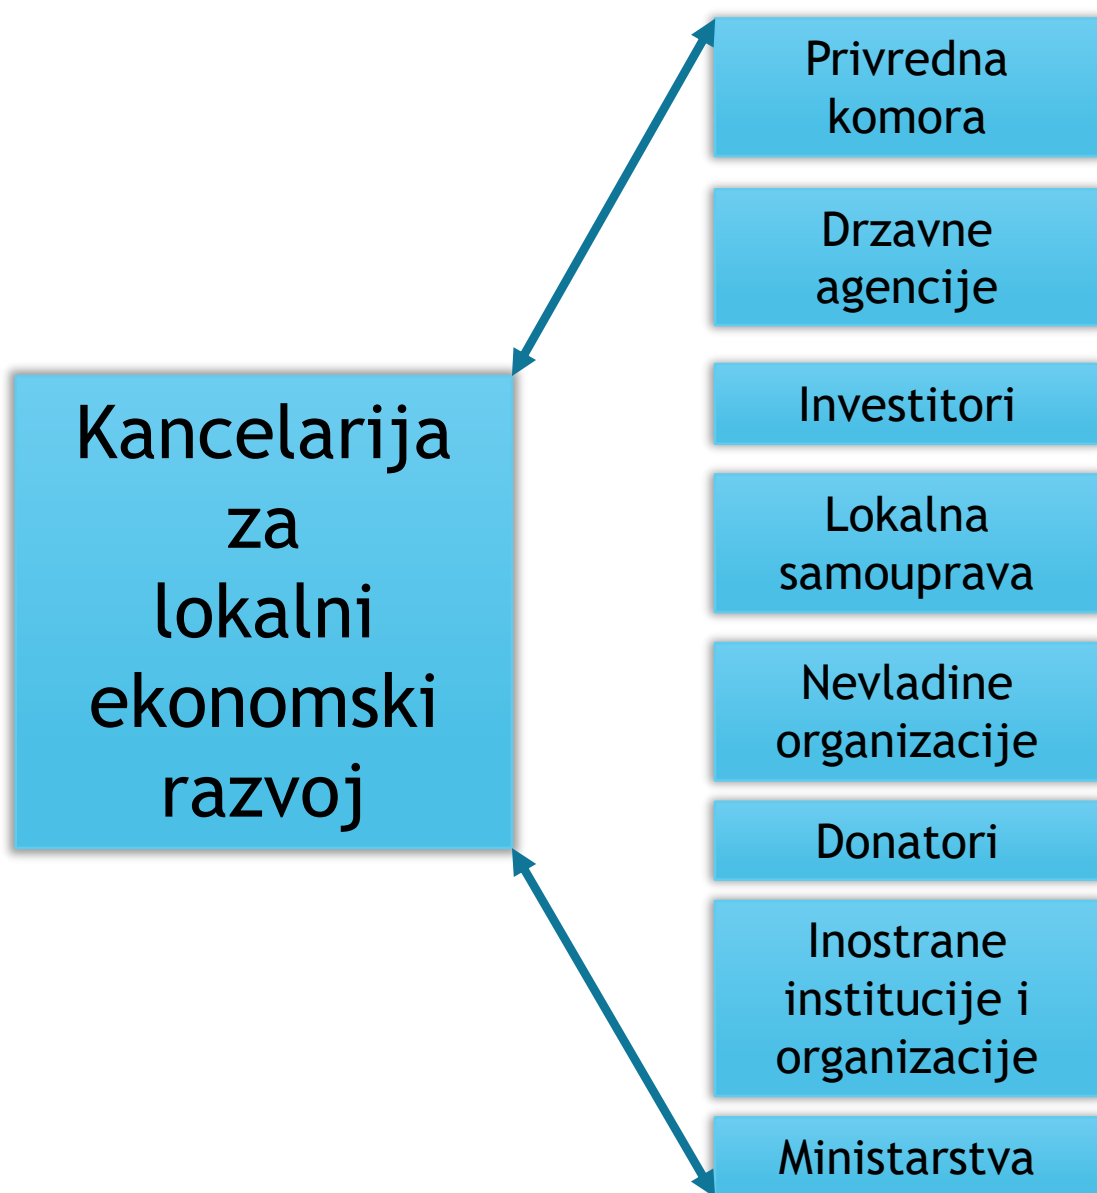 Kancelarija
za
lokalni
ekonomski
razvoj
Privredna
komora
Drzavne
agencije
Investitori
Lokalna
samouprava
Nevladine
organizacije
Donatori
Inostrane
institucije i
organizacije
Ministarstva